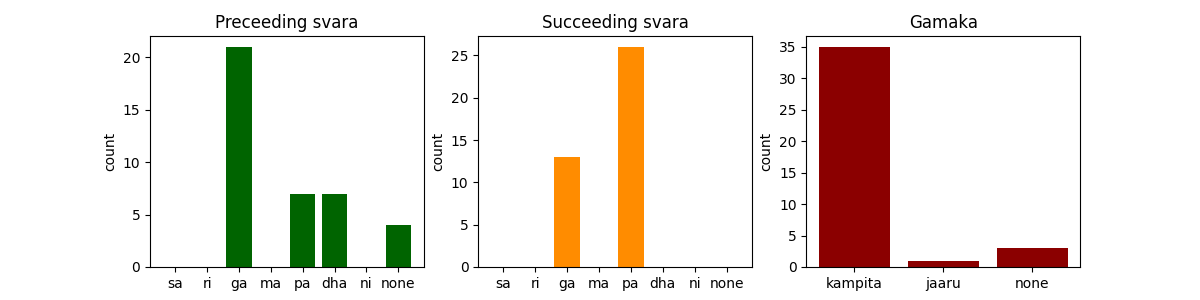 Preceeding svara
count
20
15
10
5
0
sa ri ga ma pa dha ni none
Succeeding svara
count
25
20
15
10
5
0
sa ri ga ma pa dha ni none
Gamaka
count
35
30
25
20
15
10
5
0
kampita jaaru none